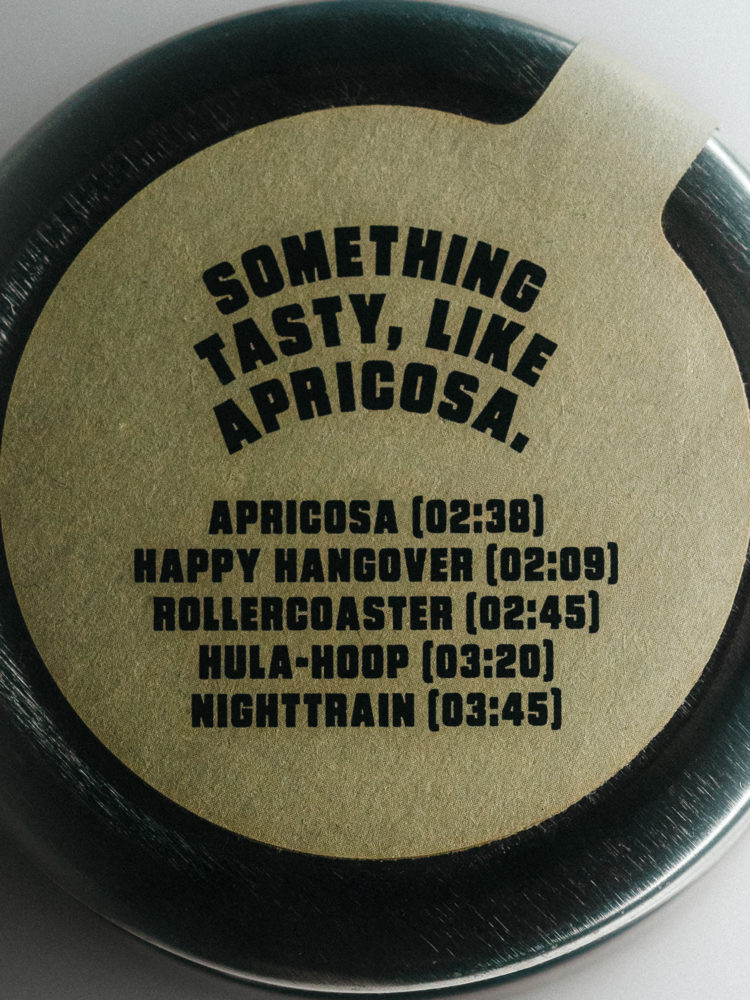 SOMETHING
TASTY, LIKE
APRICOSA.
APRICOSA (02:38)
HAPPY HANGOVER (02:09)
ROLLERCOASTER (02:45)
HULA-HOOP (03:20)
NIGHTTRAIN (03:45)